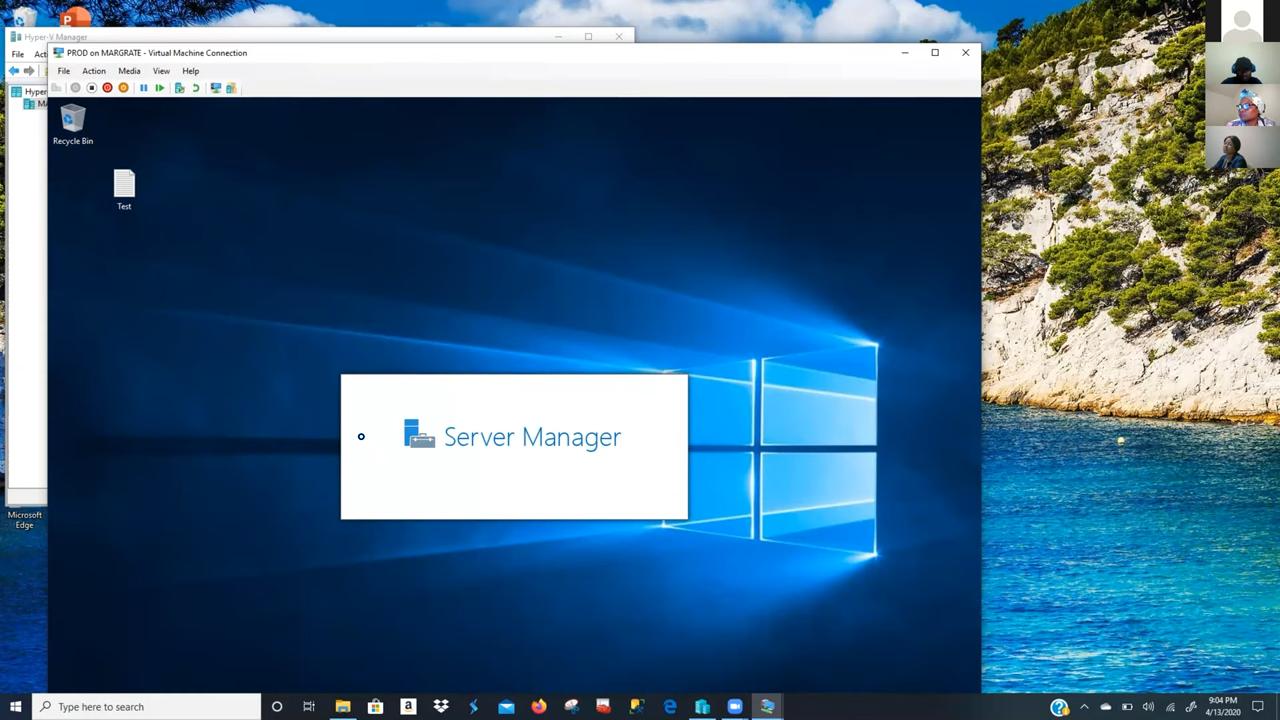 Hyper-V Manager
File
Act
PROD on MARGRATE - Virtual Machine Connection
File Action Media View Help
Hyper
MA
Recycle Bin
Test
Server Manager
Microsoft
Edge
Type here to search
9:04 PM
4/13/2020